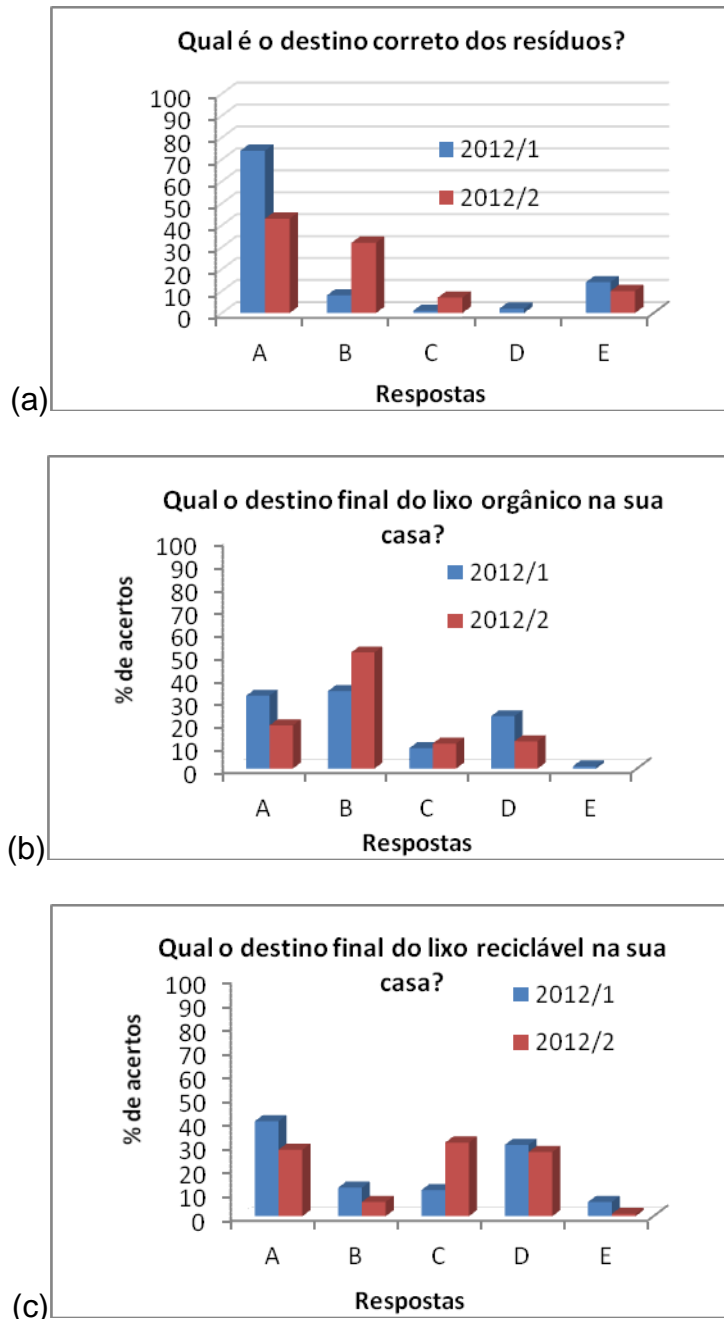 Qual é o destino correto dos resíduos?
100
90
80
70
60
50
40
30
20
10
0
2012/1
2012/2
A B C D E
Respostas
(a)
Qual o destino final do lixo orgânico na sua
casa?
% de acertos
100
90
80
70
60
50
40
30
20
10
0
2012/1
2012/2
A B C D E
Respostas
(b)
Qual o destino final do lixo reciclável na sua
casa?
% de acertos
100
90
80
70
60
50
40
30
20
10
0
2012/1
2012/2
A B C D E
Respostas
(c)